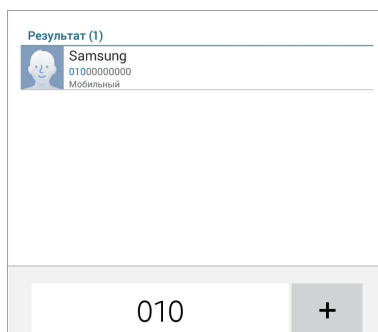 Результат (1)
Samsung
01000000000
Мобильный
010
+